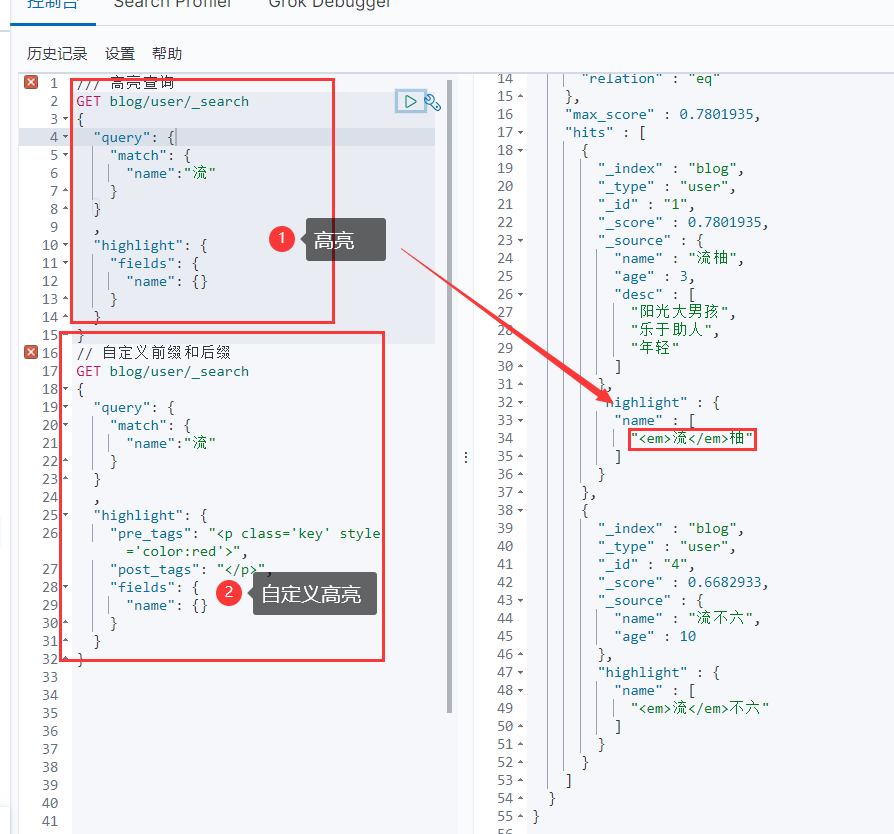 控制台 Search Profiler Grok Debugger
历史记录 设置 帮助
1 /// 高亮查询
2 GET blog/user/_search
3 {
4 "query": {
5 "match": {
6 "name":"流"
7 }
8 }
9 ,
10 "highlight": {
11 "fields": {
12 "name": {}
13 }
14 }
15 }
16 // 自定义前缀和后缀
17 GET blog/user/_search
18 {
19 "query": {
20 "match": {
21 "name":"流"
22 }
23 }
24 ,
25 "highlight": {
26 "pre_tags": "<p class='key' style
='color:red'>",
27 "post_tags": "</p>",
28 "fields": {
29 "name": {}
30 }
31 }
32 }
33
34
35
36
37
38
39
40
41
1 高亮
2 自定义高亮
14 "relation" : "eq"
15 },
16 "max_score" : 0.7801935,
17 "hits" : [
18 {
19 "_index" : "blog",
20 "_type" : "user",
21 "_id" : "1",
22 "_score" : 0.7801935,
23 "_source" : {
24 "name" : "流柚",
25 "age" : 3,
26 "desc" : [
27 "阳光大男孩",
28 "乐于助人",
29 "年轻"
30 ]
31 },
32 "highlight" : {
33 "name" : [
34 "<em>流</em>柚"
35 ]
36 }
37 },
38 {
39 "_index" : "blog",
40 "_type" : "user",
41 "_id" : "4",
42 "_score" : 0.6682933,
43 "_source" : {
44 "name" : "流不六",
45 "age" : 10
46 },
47 "highlight" : {
48 "name" : [
49 "<em>流</em>不六"
50 ]
51 }
52 }
53 ]
54 }
55 }
56